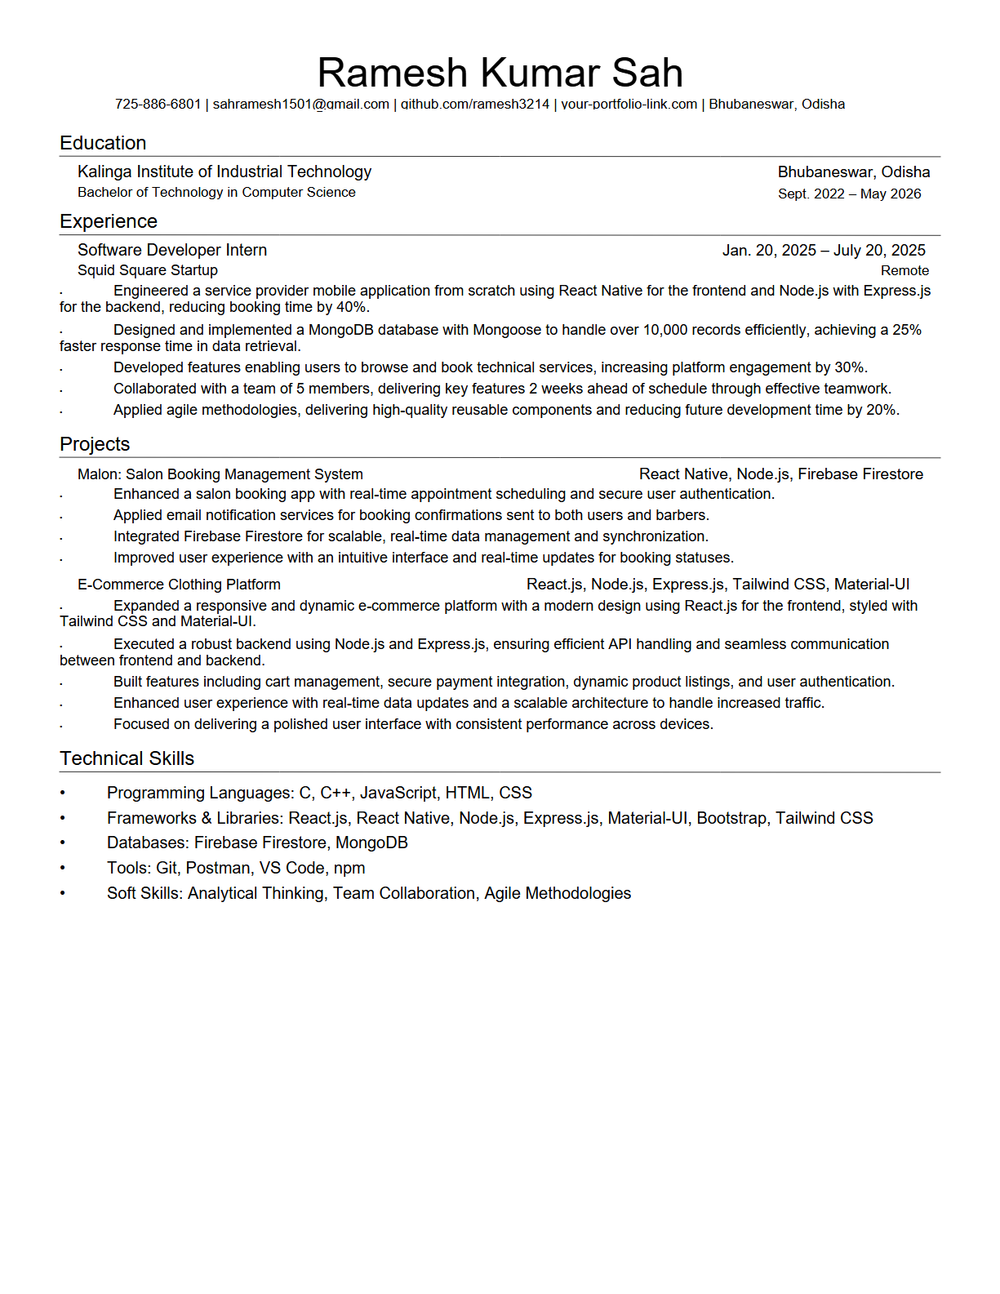 Ramesh Kumar Sah
725-886-6801 | sahramesh1501@gmail.com | github.com/ramesh3214 | your-portfolio-link.com | Bhubaneswar, Odisha
Education
Kalinga Institute of Industrial Technology Bhubaneswar, Odisha
Bachelor of Technology in Computer Science Sept. 2022 – May 2026
Experience
Software Developer Intern Jan. 20, 2025 – July 20, 2025
Squid Square Startup Remote
· Engineered a service provider mobile application from scratch using React Native for the frontend and Node.js with Express.js
for the backend, reducing booking time by 40%.
· Designed and implemented a MongoDB database with Mongoose to handle over 10,000 records efficiently, achieving a 25%
faster response time in data retrieval.
· Developed features enabling users to browse and book technical services, increasing platform engagement by 30%.
· Collaborated with a team of 5 members, delivering key features 2 weeks ahead of schedule through effective teamwork.
· Applied agile methodologies, delivering high-quality reusable components and reducing future development time by 20%.
Projects
Malon: Salon Booking Management System React Native, Node.js, Firebase Firestore
· Enhanced a salon booking app with real-time appointment scheduling and secure user authentication.
· Applied email notification services for booking confirmations sent to both users and barbers.
· Integrated Firebase Firestore for scalable, real-time data management and synchronization.
· Improved user experience with an intuitive interface and real-time updates for booking statuses.
E-Commerce Clothing Platform React.js, Node.js, Express.js, Tailwind CSS, Material-UI
· Expanded a responsive and dynamic e-commerce platform with a modern design using React.js for the frontend, styled with
Tailwind CSS and Material-UI.
· Executed a robust backend using Node.js and Express.js, ensuring efficient API handling and seamless communication
between frontend and backend.
· Built features including cart management, secure payment integration, dynamic product listings, and user authentication.
· Enhanced user experience with real-time data updates and a scalable architecture to handle increased traffic.
· Focused on delivering a polished user interface with consistent performance across devices.
Technical Skills
• Programming Languages: C, C++, JavaScript, HTML, CSS
• Frameworks & Libraries: React.js, React Native, Node.js, Express.js, Material-UI, Bootstrap, Tailwind CSS
• Databases: Firebase Firestore, MongoDB
• Tools: Git, Postman, VS Code, npm
• Soft Skills: Analytical Thinking, Team Collaboration, Agile Methodologies